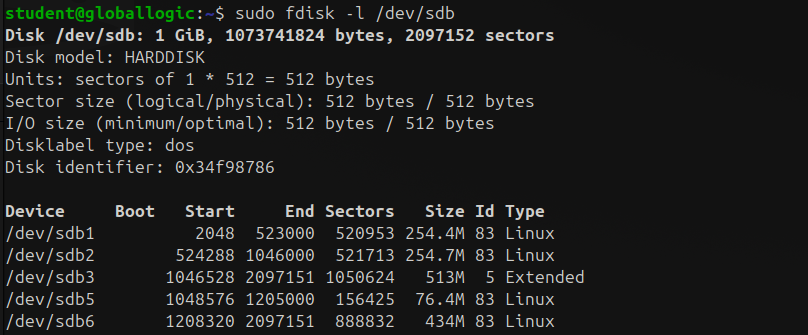 student@globallogic:~$ sudo fdisk -l /dev/sdb
Disk /dev/sdb: 1 GiB, 1073741824 bytes, 2097152 sectors
Disk model: HARDDISK
Units: sectors of 1 * 512 = 512 bytes
Sector size (logical/physical): 512 bytes / 512 bytes
I/O size (minimum/optimal): 512 bytes / 512 bytes
Disklabel type: dos
Disk identifier: 0x34f98786

Device     Boot   Start     End Sectors   Size Id Type
/dev/sdb1          2048  523000  520953 254.4M 83 Linux
/dev/sdb2        524288 1046000  521713 254.7M 83 Linux
/dev/sdb3       1046528 2097151 1050624   513M  5 Extended
/dev/sdb5       1048576 1205000  156425  76.4M 83 Linux
/dev/sdb6       1208320 2097151  888832   434M 83 Linux